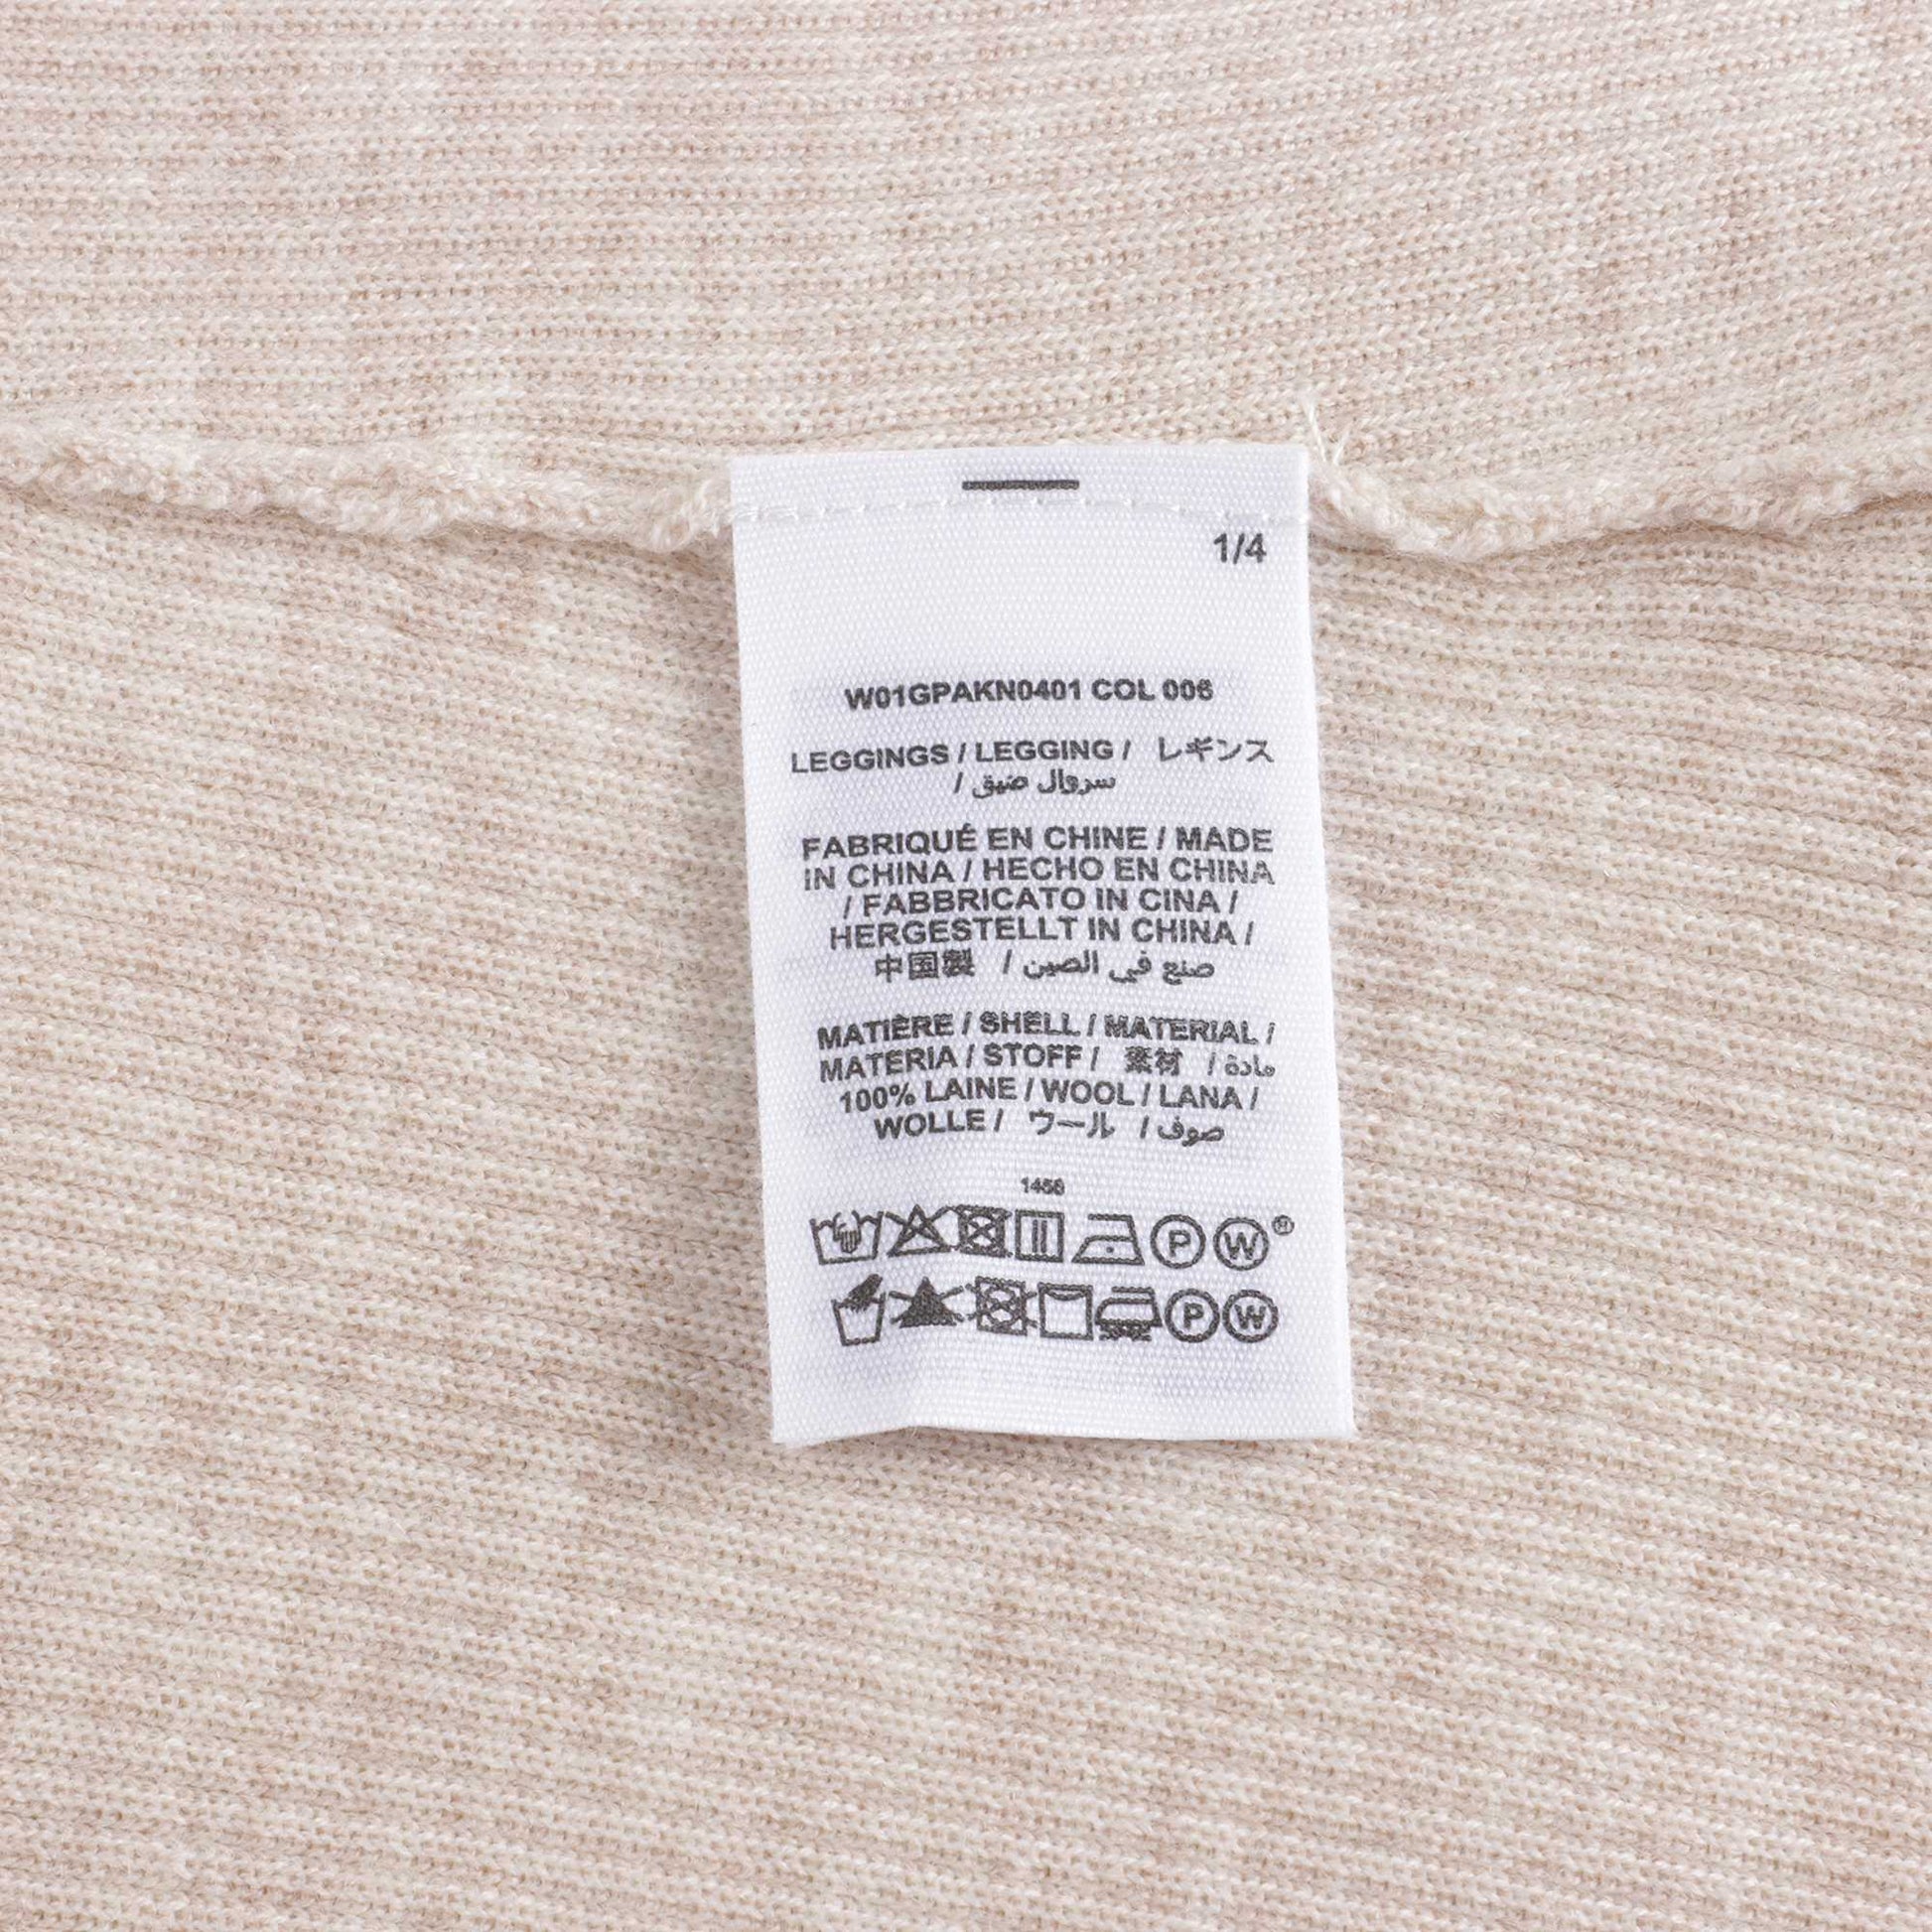 1/4
W01GPAKN0401 COL 006
LEGGINGS / LEGGING / レギンス
/ سروال ضيق
FABRIQUÉ EN CHINE / MADE
IN CHINA / HECHO EN CHINA
/ FABBRICATO IN CINA /
HERGESTELLT IN CHINA /
中国製 / صنع في الصين
MATIÈRE / SHELL / MATERIAL /
MATERIA / STOFF / 素材 / مادة
100% LAINE / WOOL / LANA /
WOLLE / ウール / صوف
1456
P W
P W